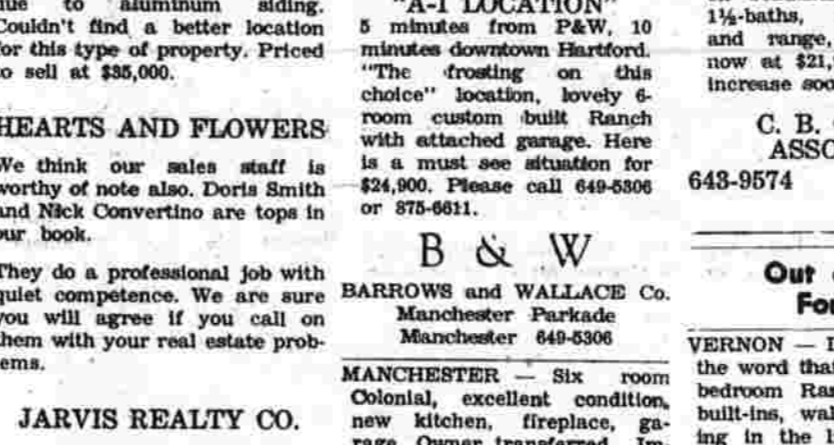 to aluminum siding.
Couldn't find a better location
for this type of property. Priced
to sell at $35,000.
HEARTS AND FLOWERS
We think our sales staff is
worthy of note also. Doris Smith
and Nick Convertino are tops in
our book.
They do a professional job with
quiet competence. We are sure
you will agree if you call on
them with your real estate prob-
lems.
JARVIS REALTY CO.
"A-1 LOCATION"
5 minutes from P&W, 10
minutes downtown Hartford.
"The frosting on this
choice" location, lovely 6-
room custom built Ranch
with attached garage. Here
is a must see situation for
$24,900. Please call 649-5306
or 875-6611.
B & W
BARROWS and WALLACE Co.
Manchester Parkade
Manchester 649-5306
MANCHESTER — Six room
Colonial, excellent condition,
new kitchen, fireplace, ga-
rage. Owner transferred.
1½-baths,
and range,
now at $21,
increase
C. B.
ASSO
643-9574
Out
Fo
VERNON —
the word that
bedroom
built-ins,
ing in the